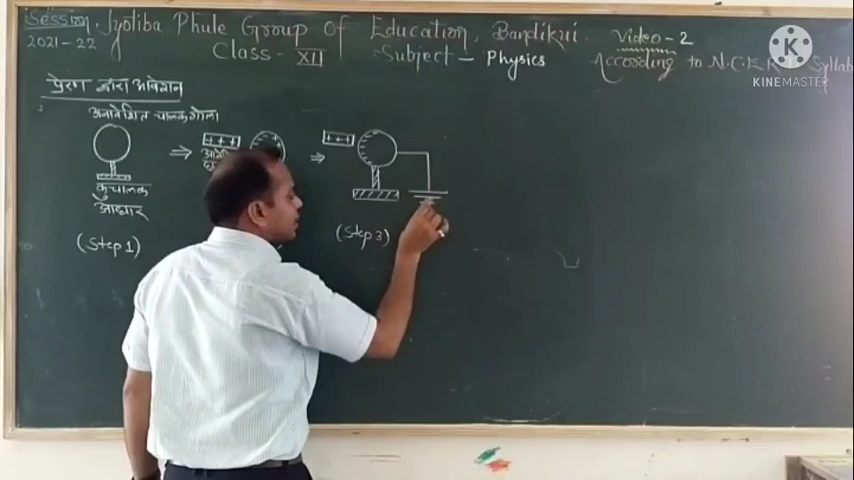 Session Jyotiba Phule Group of Education, Bandikui. Video-2
2021-22 Class-XII Subject - Physics According to N.C.E.R.T Syllab
KINEMASTER
प्रेरण द्वारा आवेशन
अनावेशित चालक गोला
+++
+++
कुचालक
आधार
(Step 1)
(Step 3)